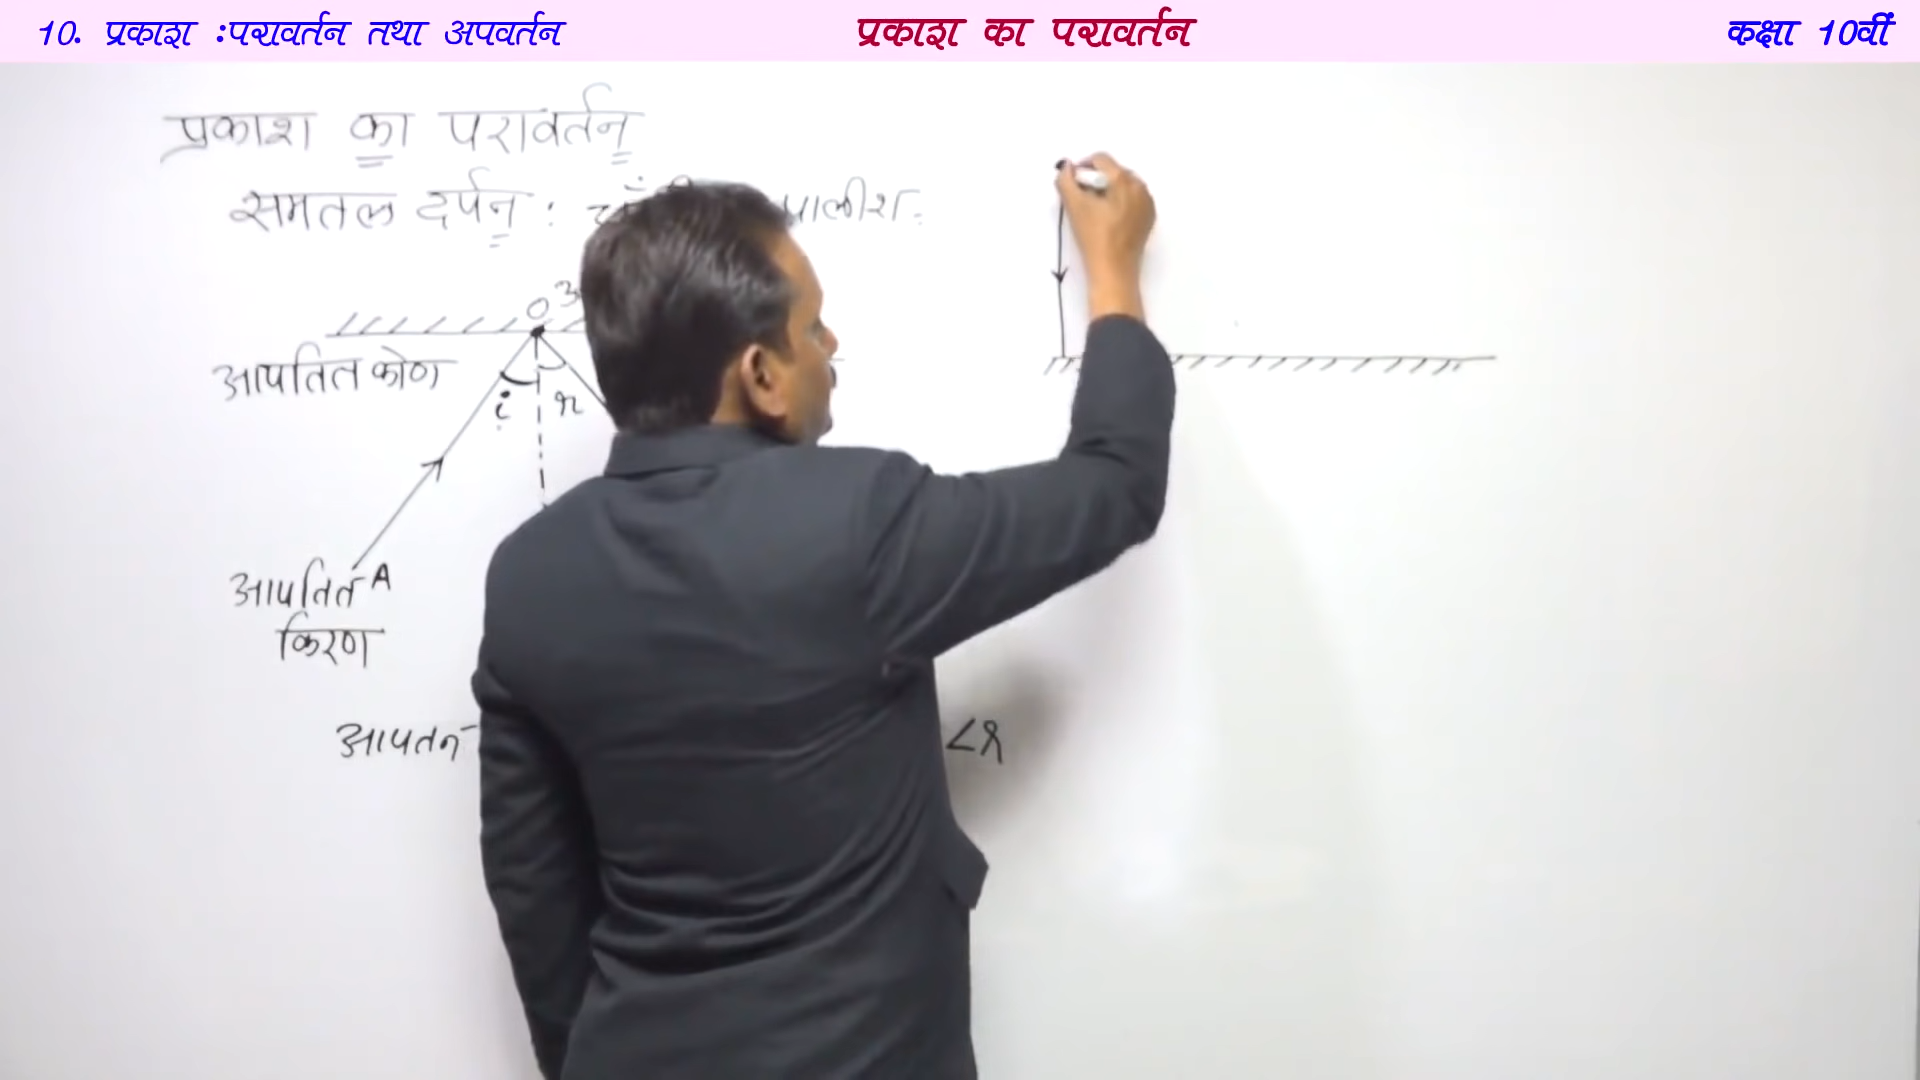 10. प्रकाश :परावर्तन तथा अपवर्तन
प्रकाश का परावर्तन
कक्षा 10वीं
प्रकाश का परावर्तन
समतल दर्पन : पालीश
O
आपतित कोण
i r
आपतित A
किरण
आपतन ∠r